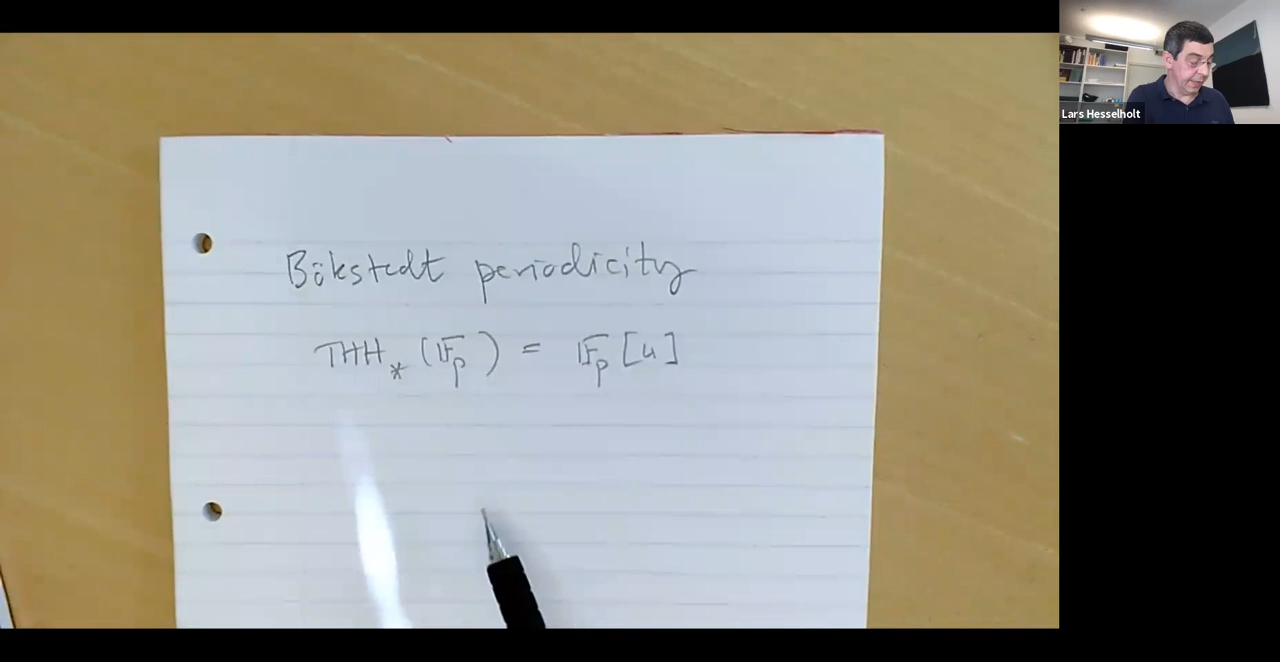 Bökstedt periodicity
THH_* (𝔽_p) = 𝔽_p [u]
Lars Hesselholt